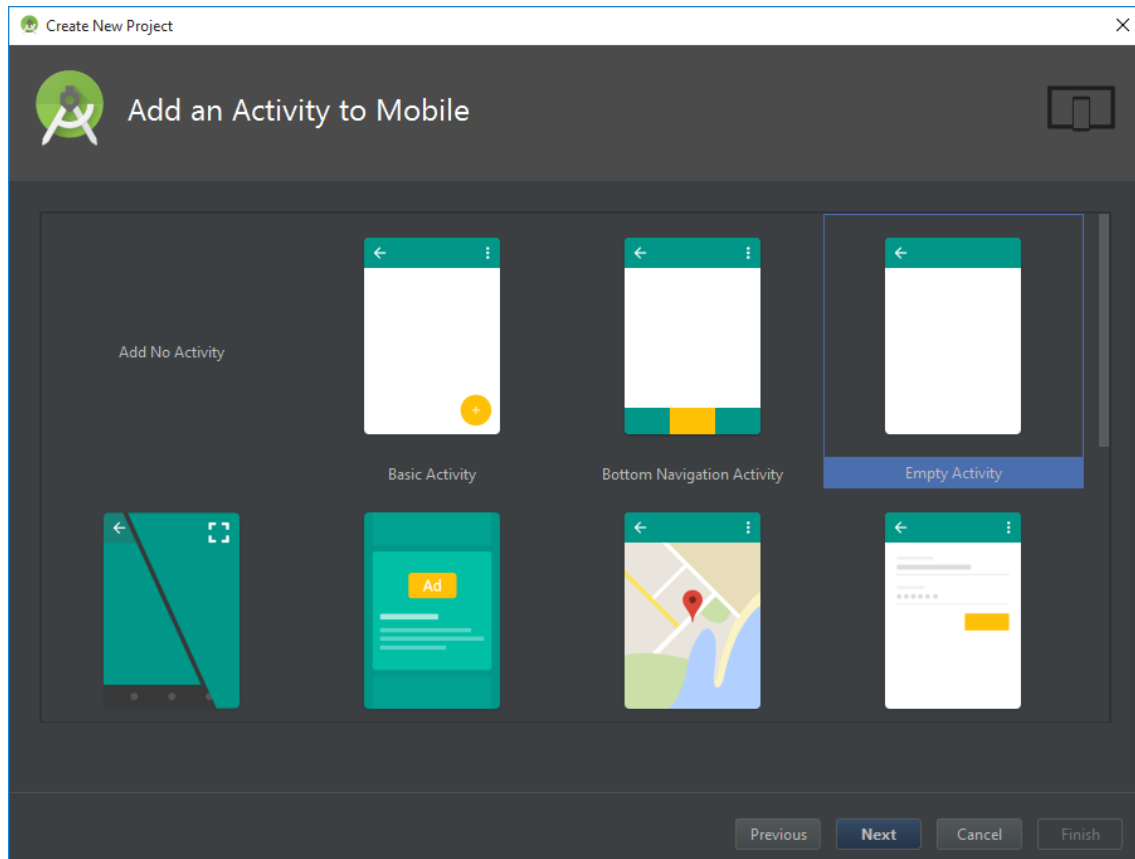 Create New Project
Add an Activity to Mobile
Add No Activity
Basic Activity
Bottom Navigation Activity
Empty Activity
Ad
Previous
Next
Cancel
Finish